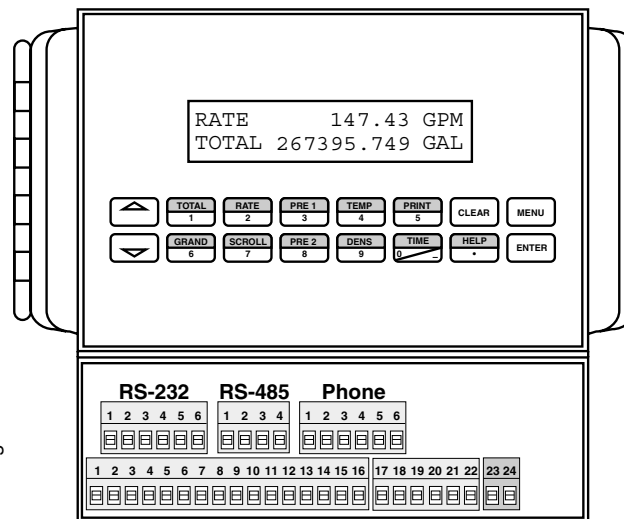 RATE 147.43 GPM
TOTAL 267395.749 GAL
TOTAL RATE PRE 1 TEMP PRINT
1 2 3 4 5 CLEAR MENU
GRAND SCROLL PRE 2 DENS TIME HELP
6 7 8 9 0 – • ENTER
RS-232 RS-485 Phone
1 2 3 4 5 6 1 2 3 4 1 2 3 4 5 6
1 2 3 4 5 6 7 8 9 10 11 12 13 14 15 16 17 18 19 20 21 22 23 24